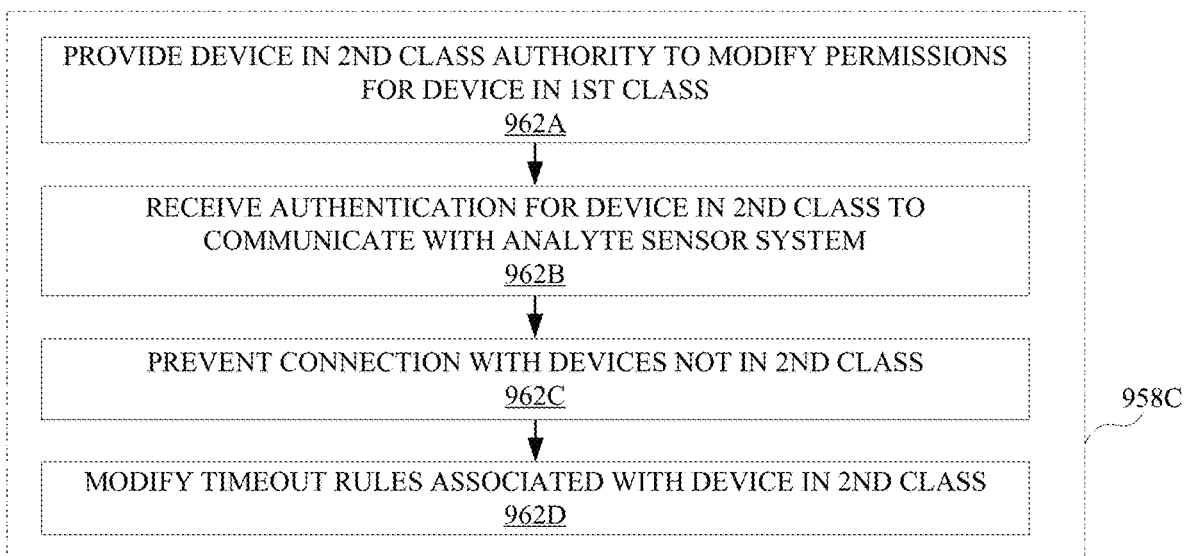 PROVIDE DEVICE IN 2ND CLASS AUTHORITY TO MODIFY PERMISSIONS
FOR DEVICE IN 1ST CLASS
962A
RECEIVE AUTHENTICATION FOR DEVICE IN 2ND CLASS TO
COMMUNICATE WITH ANALYTE SENSOR SYSTEM
962B
PREVENT CONNECTION WITH DEVICES NOT IN 2ND CLASS
962C
958C
MODIFY TIMEOUT RULES ASSOCIATED WITH DEVICE IN 2ND CLASS
962D